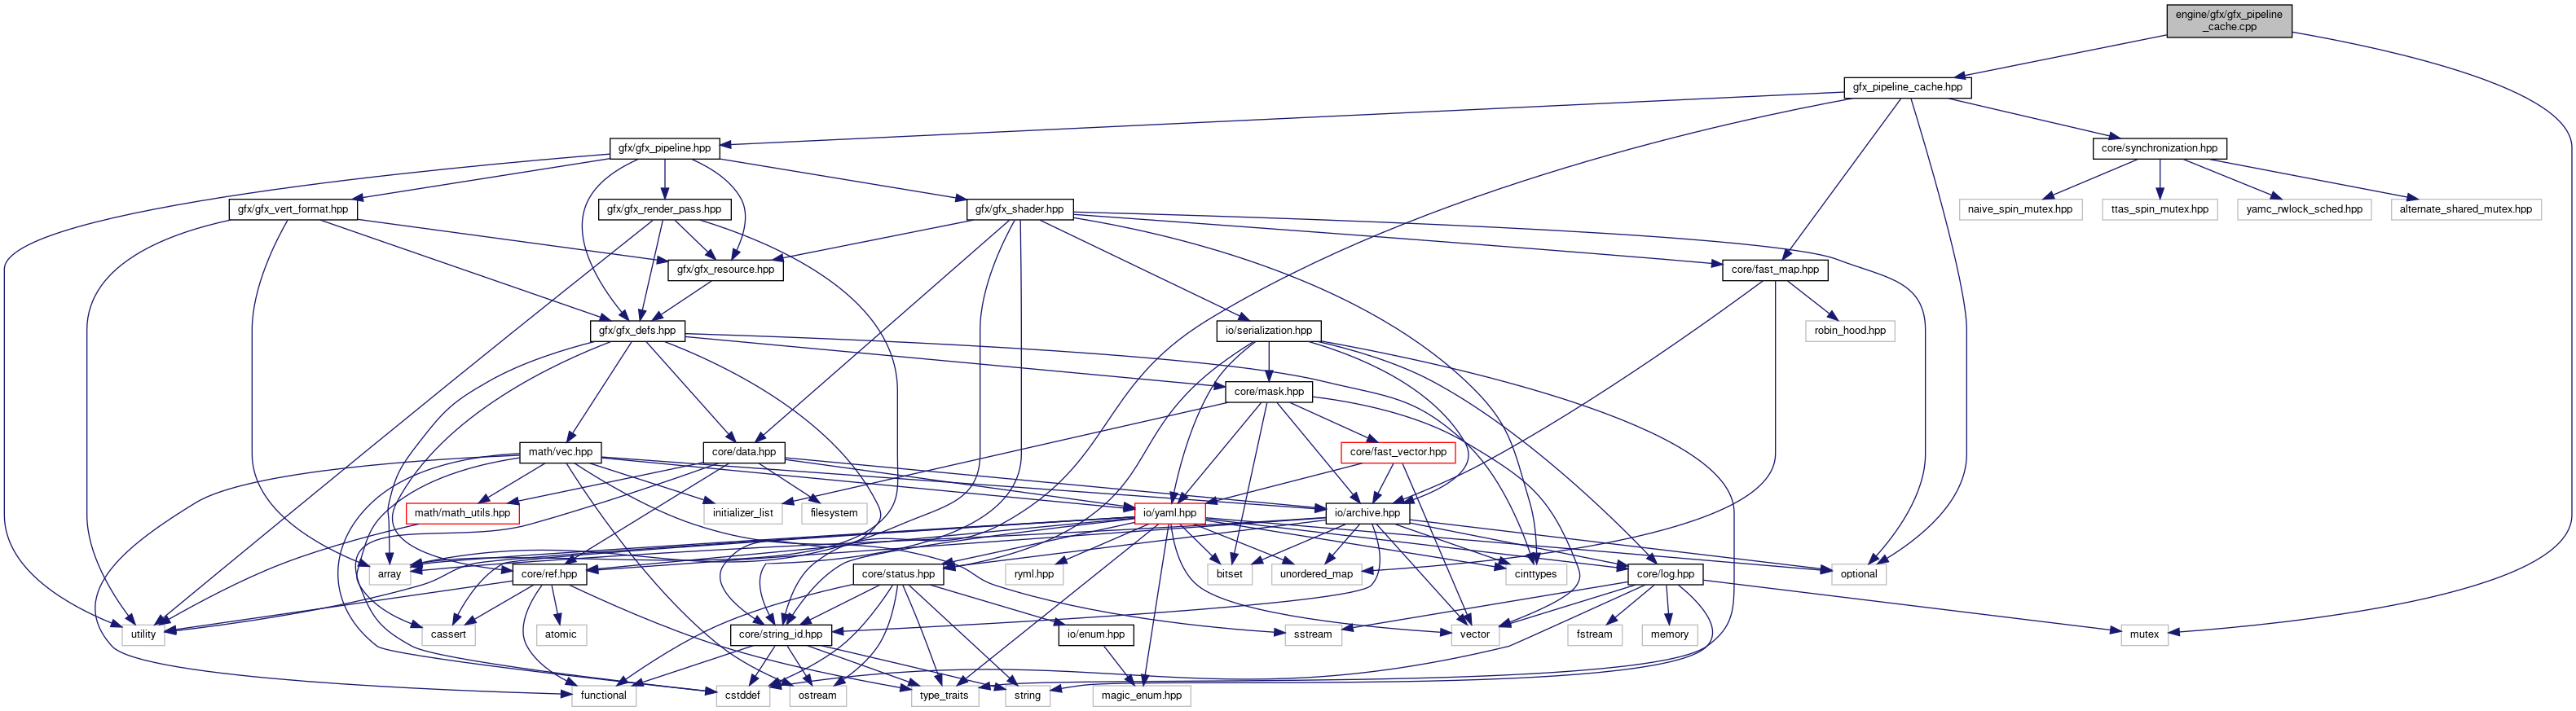 engine/gfx/gfx_pipeline
_cache.cpp
gfx_pipeline_cache.hpp
gfx/gfx_pipeline.hpp
core/synchronization.hpp
gfx/gfx_vert_format.hpp
gfx/gfx_render_pass.hpp
gfx/gfx_shader.hpp
naive_spin_mutex.hpp
ttas_spin_mutex.hpp
yamc_rwlock_sched.hpp
alternate_shared_mutex.hpp
gfx/gfx_resource.hpp
core/fast_map.hpp
gfx/gfx_defs.hpp
io/serialization.hpp
robin_hood.hpp
core/mask.hpp
math/vec.hpp
core/data.hpp
core/fast_vector.hpp
math/math_utils.hpp
initializer_list
filesystem
io/yaml.hpp
io/archive.hpp
array
core/ref.hpp
core/status.hpp
ryml.hpp
bitset
unordered_map
cinttypes
core/log.hpp
optional
utility
cassert
atomic
core/string_id.hpp
io/enum.hpp
sstream
vector
fstream
memory
mutex
functional
cstddef
ostream
type_traits
string
magic_enum.hpp